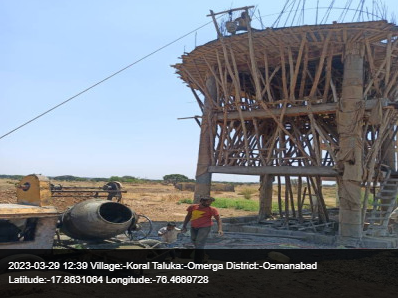 2023-03-29 12:39 Village:-Koral Taluka:-Omerga District:-Osmanabad
Latitude:-17.8631064 Longitude:-76.4669728